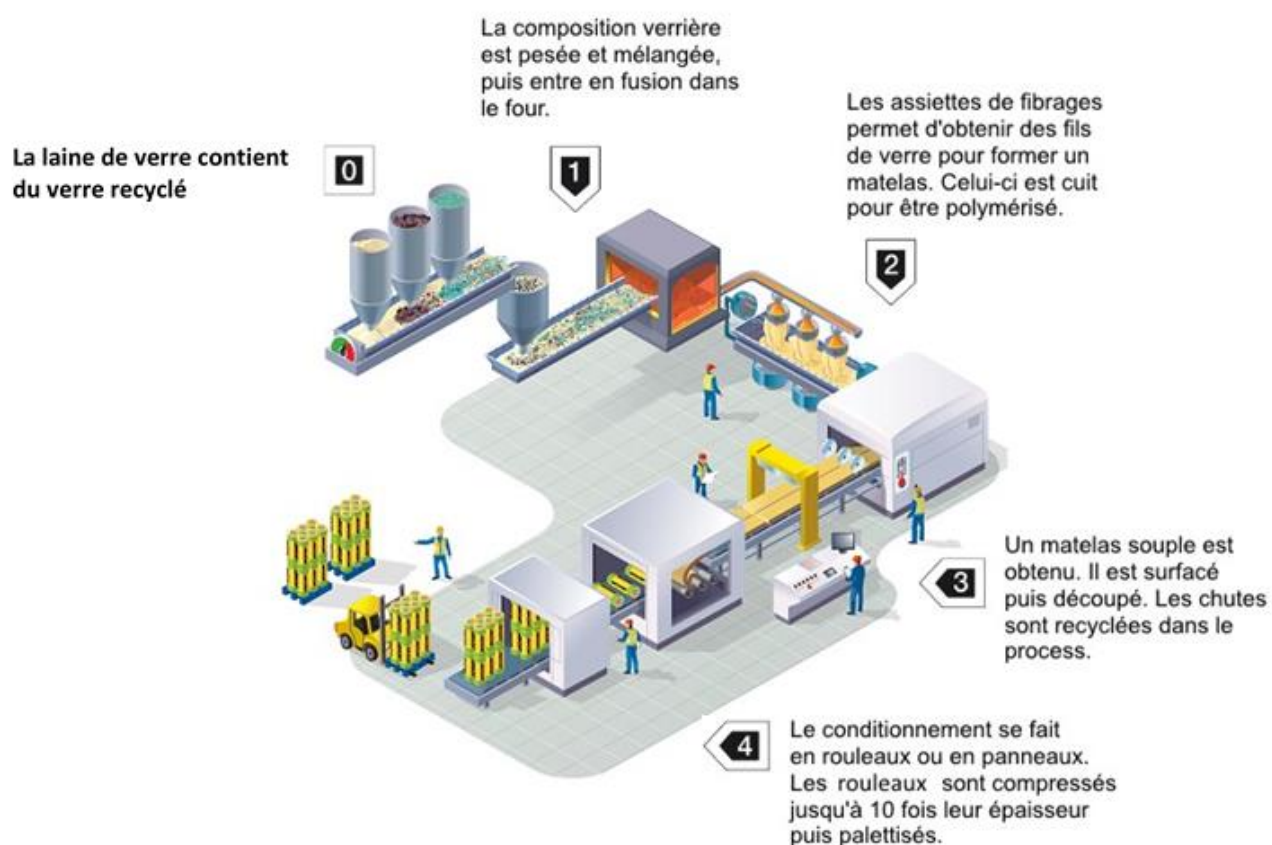 La laine de verre contient
du verre recyclé
0
La composition verrière
est pesée et mélangée,
puis entre en fusion dans
le four.
1
Les assiettes de fibrages
permet d'obtenir des fils
de verre pour former un
matelas. Celui-ci est cuit
pour être polymérisé.
2
Un matelas souple est
obtenu. Il est surfacé
puis découpé. Les chutes
sont recyclées dans le
process.
3
Le conditionnement se fait
en rouleaux ou en panneaux.
Les rouleaux sont compressés
jusqu'à 10 fois leur épaisseur
puis palettisés.
4